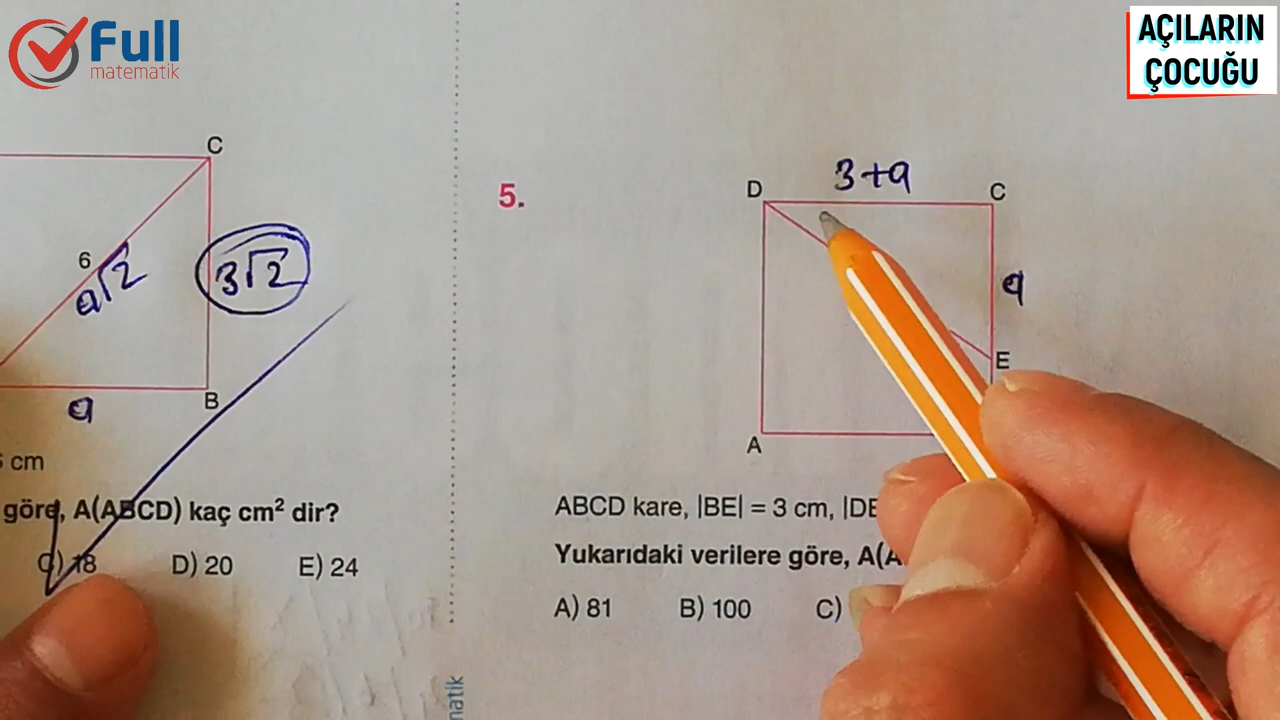 Full
matematik
AÇILARIN
ÇOCUĞU
C
6
a√2
3√2
a
B
cm
göre, A(ABCD) kaç cm² dir?
C) 18 D) 20 E) 24
5.
D
3+a
C
a
E
A
ABCD kare, |BE| = 3 cm, |DE
Yukarıdaki verilere göre, A(A
A) 81 B) 100 C)